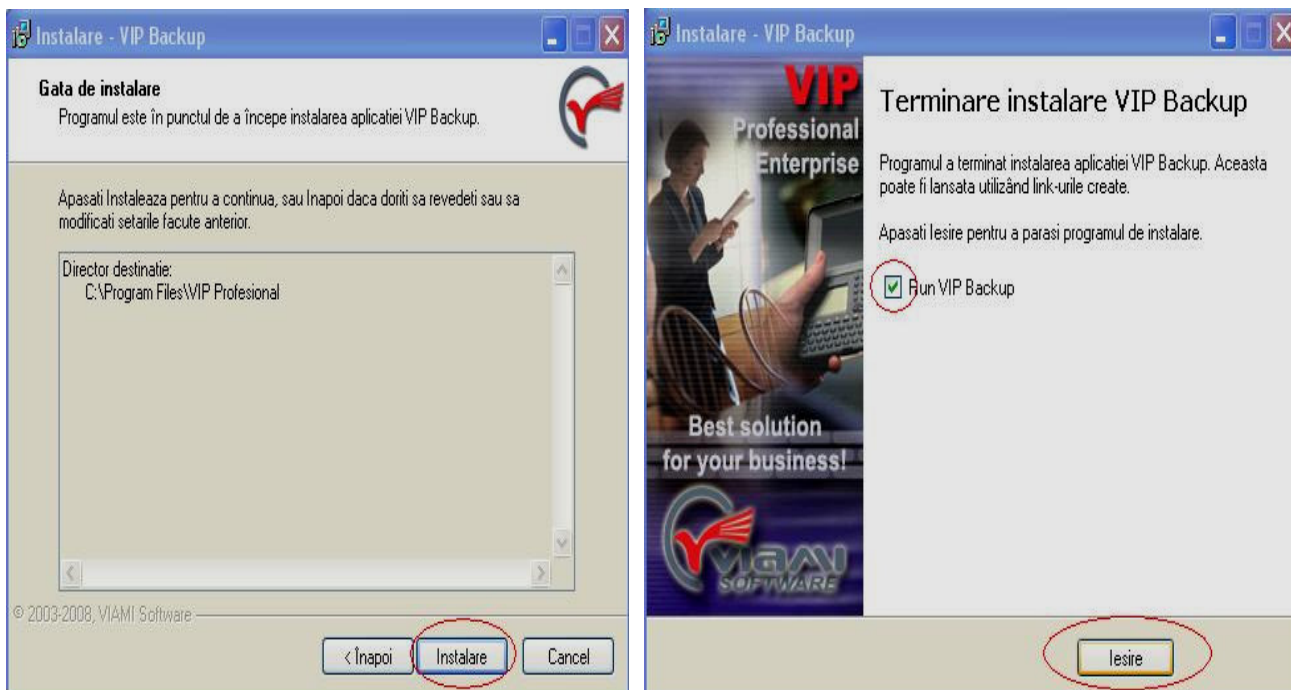 Instalare - VIP Backup
Gata de instalare
Programul este în punctul de a începe instalarea aplicatiei VIP Backup.
Apasati Instaleaza pentru a continua, sau Inapoi daca doriti sa revedeti sau sa
modificati setarile facute anterior.
Director destinatie:
C:\Program Files\VIP Profesional
© 2003-2008, VIAMI Software
< Înapoi
Instalare
Cancel
Instalare - VIP Backup
VIP
Professional
Enterprise
Best solution
for your business!
VIAMI
SOFTWARE
Terminare instalare VIP Backup
Programul a terminat instalarea aplicatiei VIP Backup. Aceasta
poate fi lansata utilizând link-urile create.
Apasati Iesire pentru a parasi programul de instalare.
Run VIP Backup
Iesire